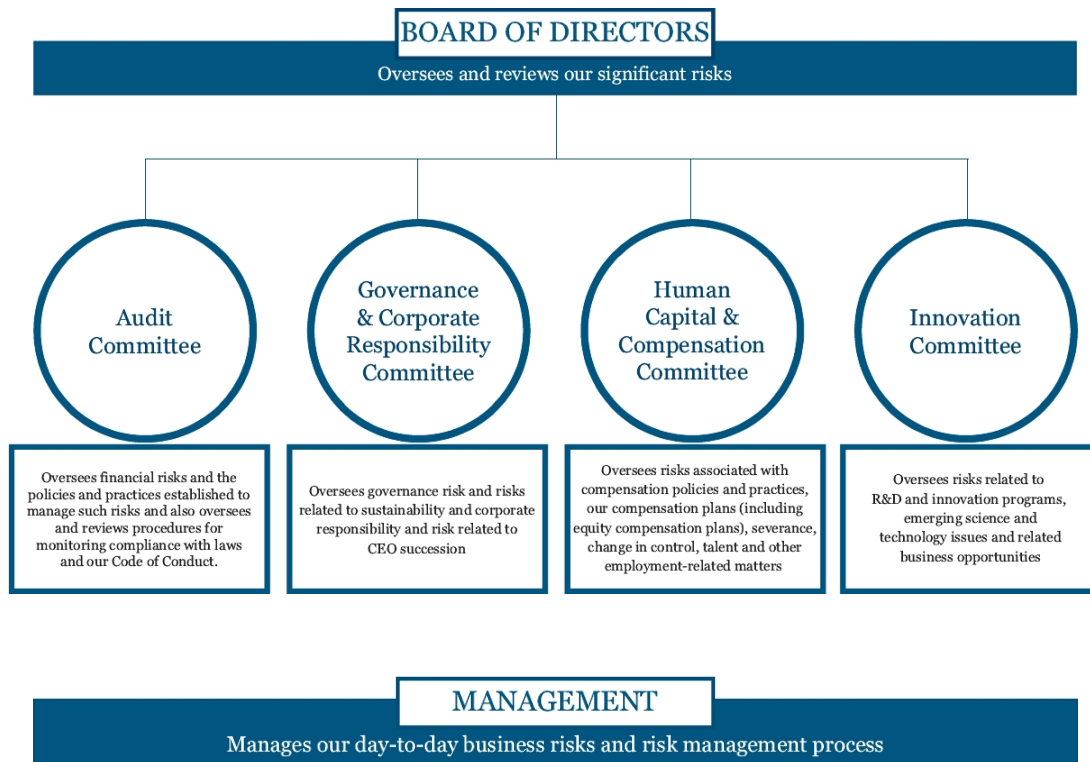 BOARD OF DIRECTORS
Oversees and reviews our significant risks
Audit
Committee
Governance
& Corporate
Responsibility
Committee
Human
Capital &
Compensation
Committee
Innovation
Committee
Oversees financial risks and the
policies and practices established to
manage such risks and also oversees
and reviews procedures for
monitoring compliance with laws
and our Code of Conduct.
Oversees governance risk and risks
related to sustainability and corporate
responsibility and risk related to
CEO succession
Oversees risks associated with
compensation policies and practices,
our compensation plans (including
equity compensation plans), severance,
change in control, talent and other
employment-related matters
Oversees risks related to
R&D and innovation programs,
emerging science and
technology issues and related
business opportunities
MANAGEMENT
Manages our day-to-day business risks and risk management process